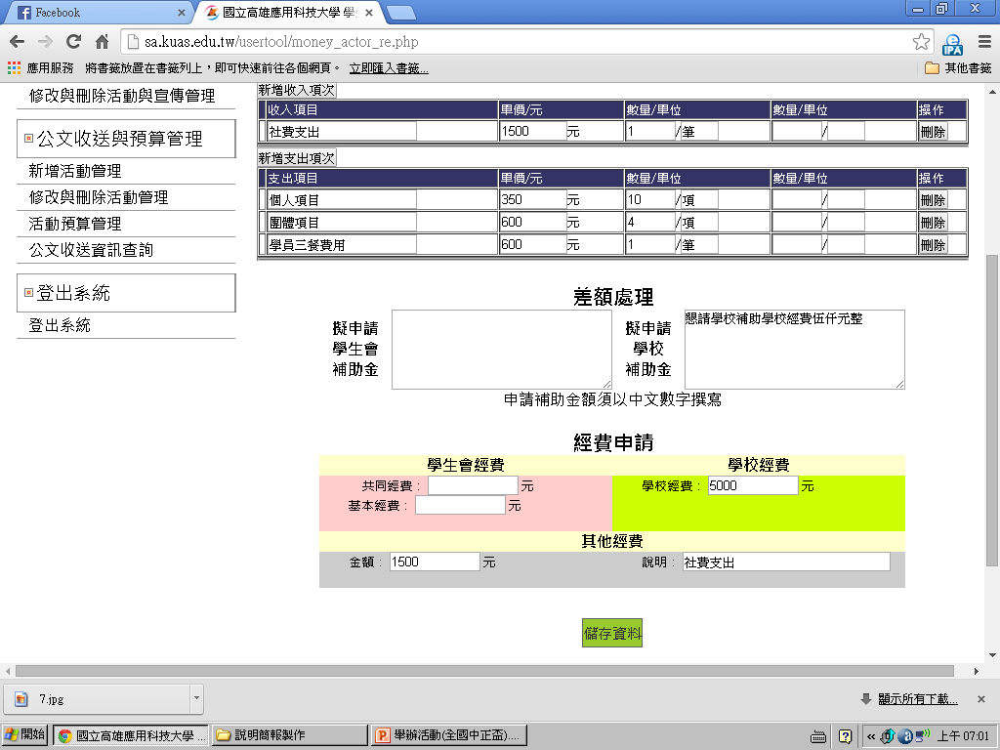 Facebook
國立高雄應用科技大學 學
sa.kuas.edu.tw/usertool/money_actor_re.php
IPA
應用服務 將書籤放置在書籤列上，即可快速前往各個網頁。 立即匯入書籤...
其他書籤
修改與刪除活動與宣傳管理
公文收送與預算管理
新增活動管理
修改與刪除活動管理
活動預算管理
公文收送資訊查詢
登出系統
登出系統
新增收入項次
收入項目 單價/元 數量/單位 數量/單位 操作
社費支出 1500 元 1 /筆 / 刪除
新增支出項次
支出項目 單價/元 數量/單位 數量/單位 操作
個人項目 350 元 10 /項 / 刪除
團體項目 600 元 4 /項 / 刪除
學員三餐費用 600 元 1 /筆 / 刪除
差額處理
擬申請
學生會
補助金
擬申請
學校
補助金
懇請學校補助學校經費伍仟元整
申請補助金額須以中文數字撰寫
經費申請
學生會經費 學校經費
共同經費： 元 學校經費： 5000 元
基本經費： 元
其他經費
金額： 1500 元 說明： 社費支出
儲存資料
7.jpg
顯示所有下載...
開始
國立高雄應用科技大學 ...
說明簡報製作
舉辦活動(全國中正盃)....
上午 07:01